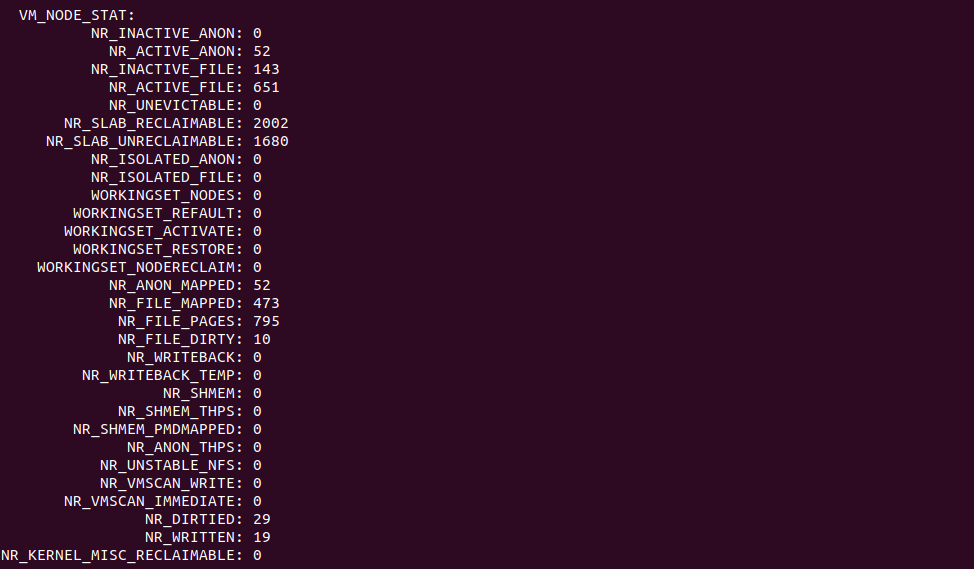 VM_NODE_STAT:
NR_INACTIVE_ANON: 0
NR_ACTIVE_ANON: 52
NR_INACTIVE_FILE: 143
NR_ACTIVE_FILE: 651
NR_UNEVICTABLE: 0
NR_SLAB_RECLAIMABLE: 2002
NR_SLAB_UNRECLAIMABLE: 1680
NR_ISOLATED_ANON: 0
NR_ISOLATED_FILE: 0
WORKINGSET_NODES: 0
WORKINGSET_REFAULT: 0
WORKINGSET_ACTIVATE: 0
WORKINGSET_RESTORE: 0
WORKINGSET_NODERECLAIM: 0
NR_ANON_MAPPED: 52
NR_FILE_MAPPED: 473
NR_FILE_PAGES: 795
NR_FILE_DIRTY: 10
NR_WRITEBACK: 0
NR_WRITEBACK_TEMP: 0
NR_SHMEM: 0
NR_SHMEM_THPS: 0
NR_SHMEM_PMDMAPPED: 0
NR_ANON_THPS: 0
NR_UNSTABLE_NFS: 0
NR_VMSCAN_WRITE: 0
NR_VMSCAN_IMMEDIATE: 0
NR_DIRTIED: 29
NR_WRITTEN: 19
NR_KERNEL_MISC_RECLAIMABLE: 0